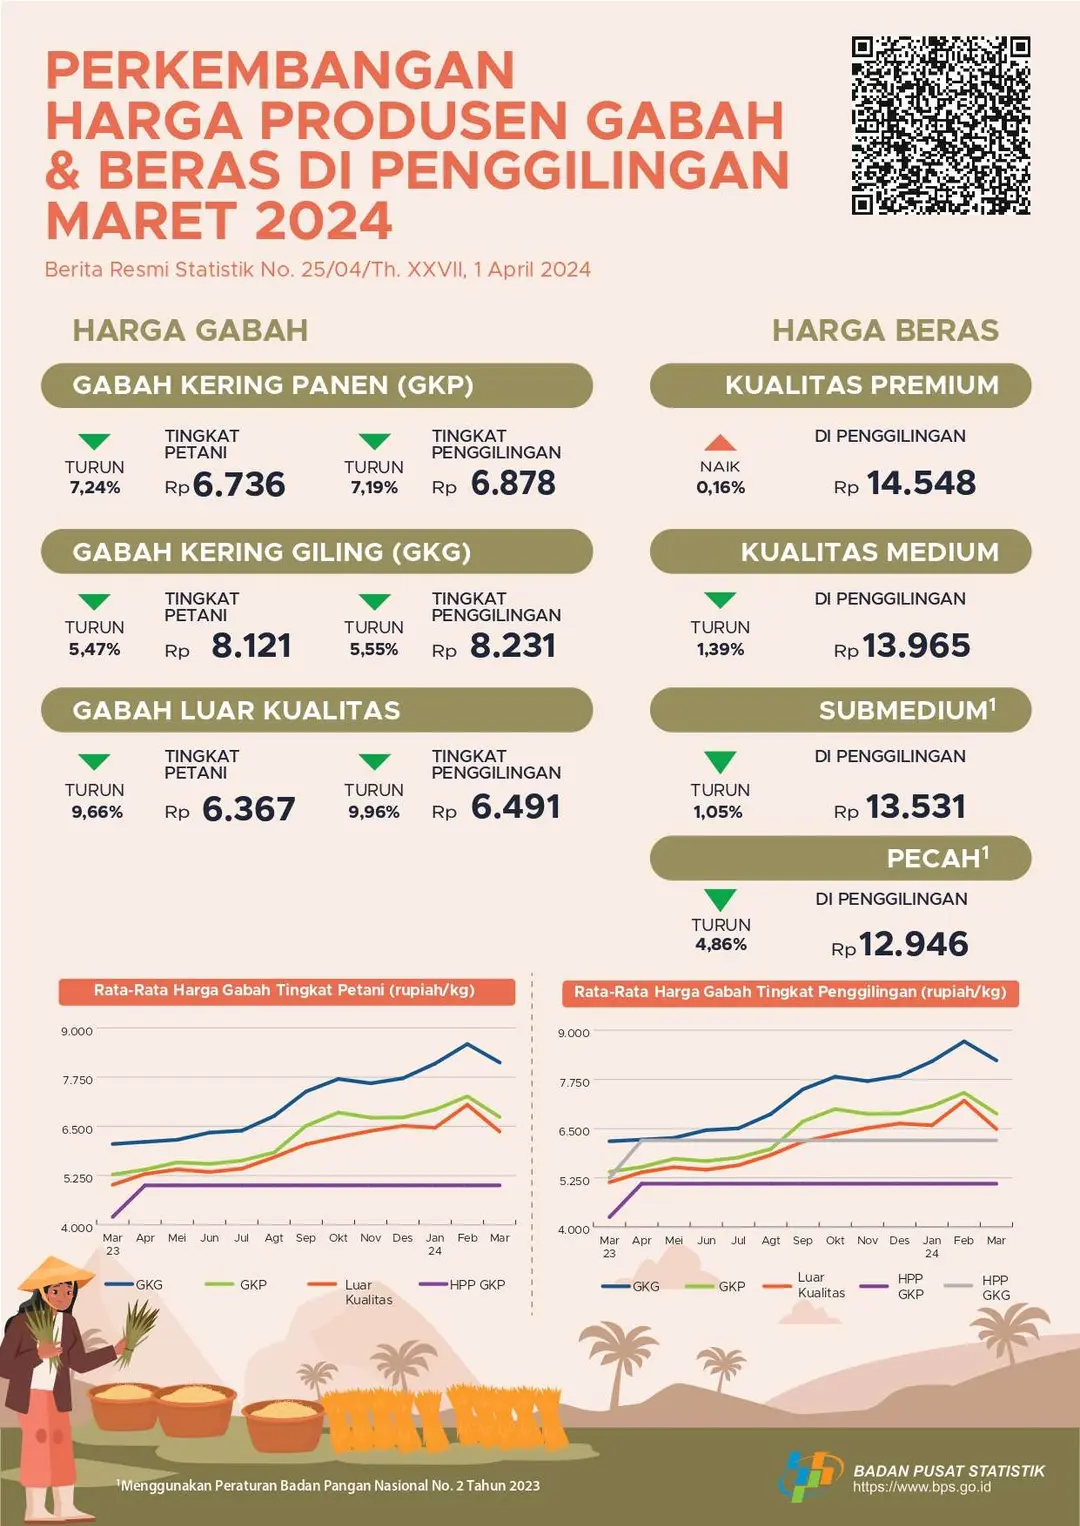 PERKEMBANGAN
HARGA PRODUSEN GABAH
& BERAS DI PENGGILINGAN
MARET 2024
Berita Resmi Statistik No. 25/04/Th. XXVII, 1 April 2024
HARGA GABAH
GABAH KERING PANEN (GKP)
TURUN
7,24%
TINGKAT
PETANI
Rp 6.736
TURUN
7,19%
TINGKAT
PENGGILINGAN
Rp 6.878
GABAH KERING GILING (GKG)
TURUN
5,47%
TINGKAT
PETANI
Rp 8.121
TURUN
5,55%
TINGKAT
PENGGILINGAN
Rp 8.231
GABAH LUAR KUALITAS
TURUN
9,66%
TINGKAT
PETANI
Rp 6.367
TURUN
9,96%
TINGKAT
PENGGILINGAN
Rp 6.491
HARGA BERAS
KUALITAS PREMIUM
NAIK
0,16%
DI PENGGILINGAN
Rp 14.548
KUALITAS MEDIUM
TURUN
1,39%
DI PENGGILINGAN
Rp 13.965
SUBMEDIUM¹
TURUN
1,05%
DI PENGGILINGAN
Rp 13.531
PECAH¹
TURUN
4,86%
DI PENGGILINGAN
Rp 12.946
Rata-Rata Harga Gabah Tingkat Petani (rupiah/kg)
9.000
7.750
6.500
5.250
4.000
Mar Apr Mei Jun Jul Agt Sep Okt Nov Des Jan Feb Mar
23 24
GKG GKP Luar HPP GKP
Kualitas
Rata-Rata Harga Gabah Tingkat Penggilingan (rupiah/kg)
9.000
7.750
6.500
5.250
4.000
Mar Apr Mei Jun Jul Agt Sep Okt Nov Des Jan Feb Mar
23 24
GKG GKP Luar HPP HPP
Kualitas GKP GKG
¹Menggunakan Peraturan Badan Pangan Nasional No. 2 Tahun 2023
BADAN PUSAT STATISTIK
https://www.bps.go.id